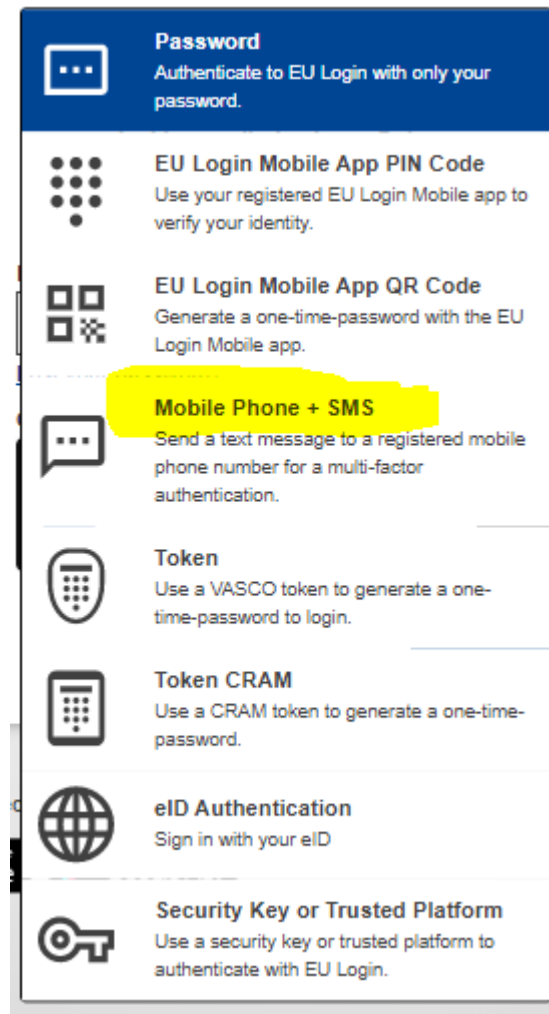 Password
Authenticate to EU Login with only your
password.
EU Login Mobile App PIN Code
Use your registered EU Login Mobile app to
verify your identity.
EU Login Mobile App QR Code
Generate a one-time-password with the EU
Login Mobile app.
Mobile Phone + SMS
Send a text message to a registered mobile
phone number for a multi-factor
authentication.
Token
Use a VASCO token to generate a one-
time-password to login.
Token CRAM
Use a CRAM token to generate a one-time-
password.
eID Authentication
Sign in with your eID
Security Key or Trusted Platform
Use a security key or trusted platform to
authenticate with EU Login.